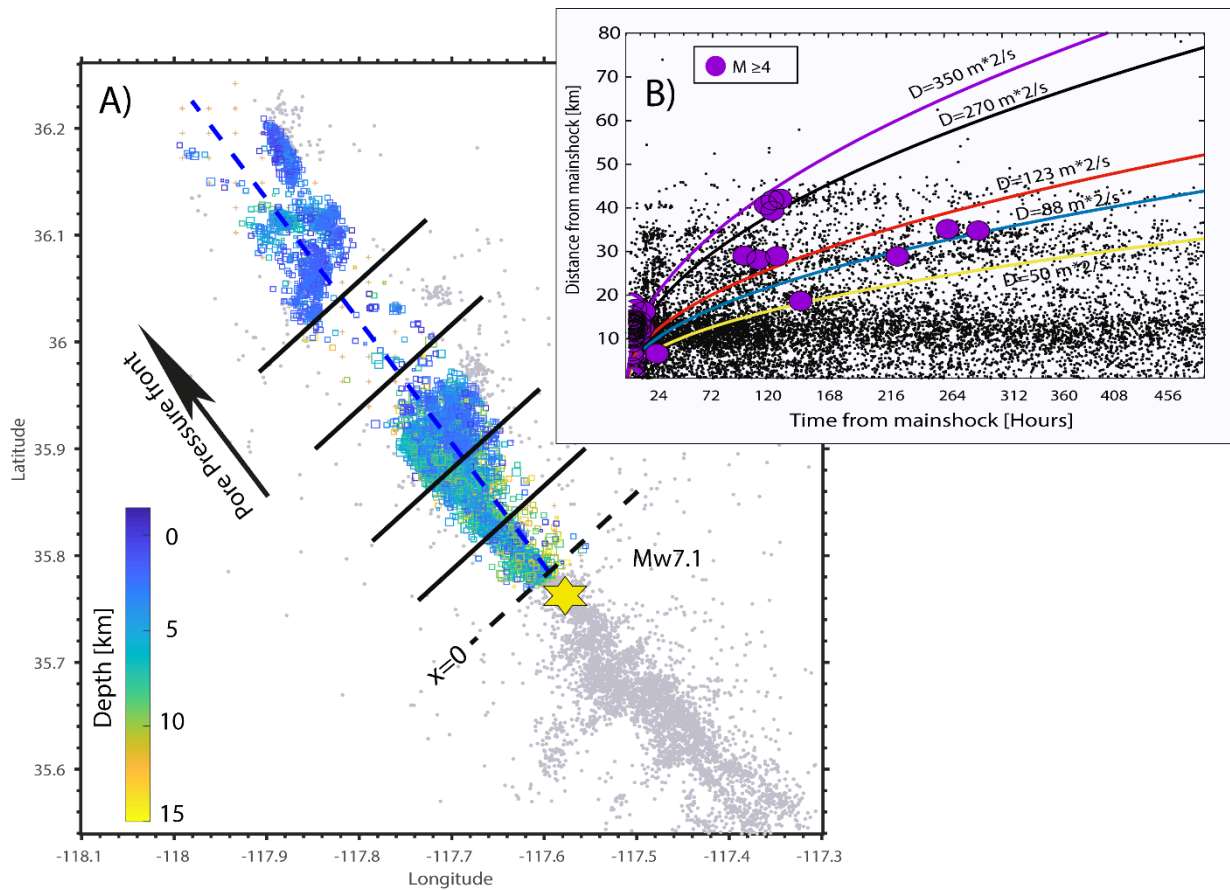 A)
36.2
36.1
36
35.9
35.8
35.7
35.6
Latitude
Pore Pressure front
Depth [km]
0
5
10
15
x=0
Mw7.1
-118.1 -118 -117.9 -117.8 -117.7 -117.6 -117.5 -117.4 -117.3
Longitude
B)
M ≥4
80
70
60
50
40
30
20
10
Distance from mainshock [km]
D=350 m*2/s
D=270 m*2/s
D=123 m*2/s
D=88 m*2/s
D=50 m*2/s
24 72 120 168 216 264 312 360 408 456
Time from mainshock [Hours]